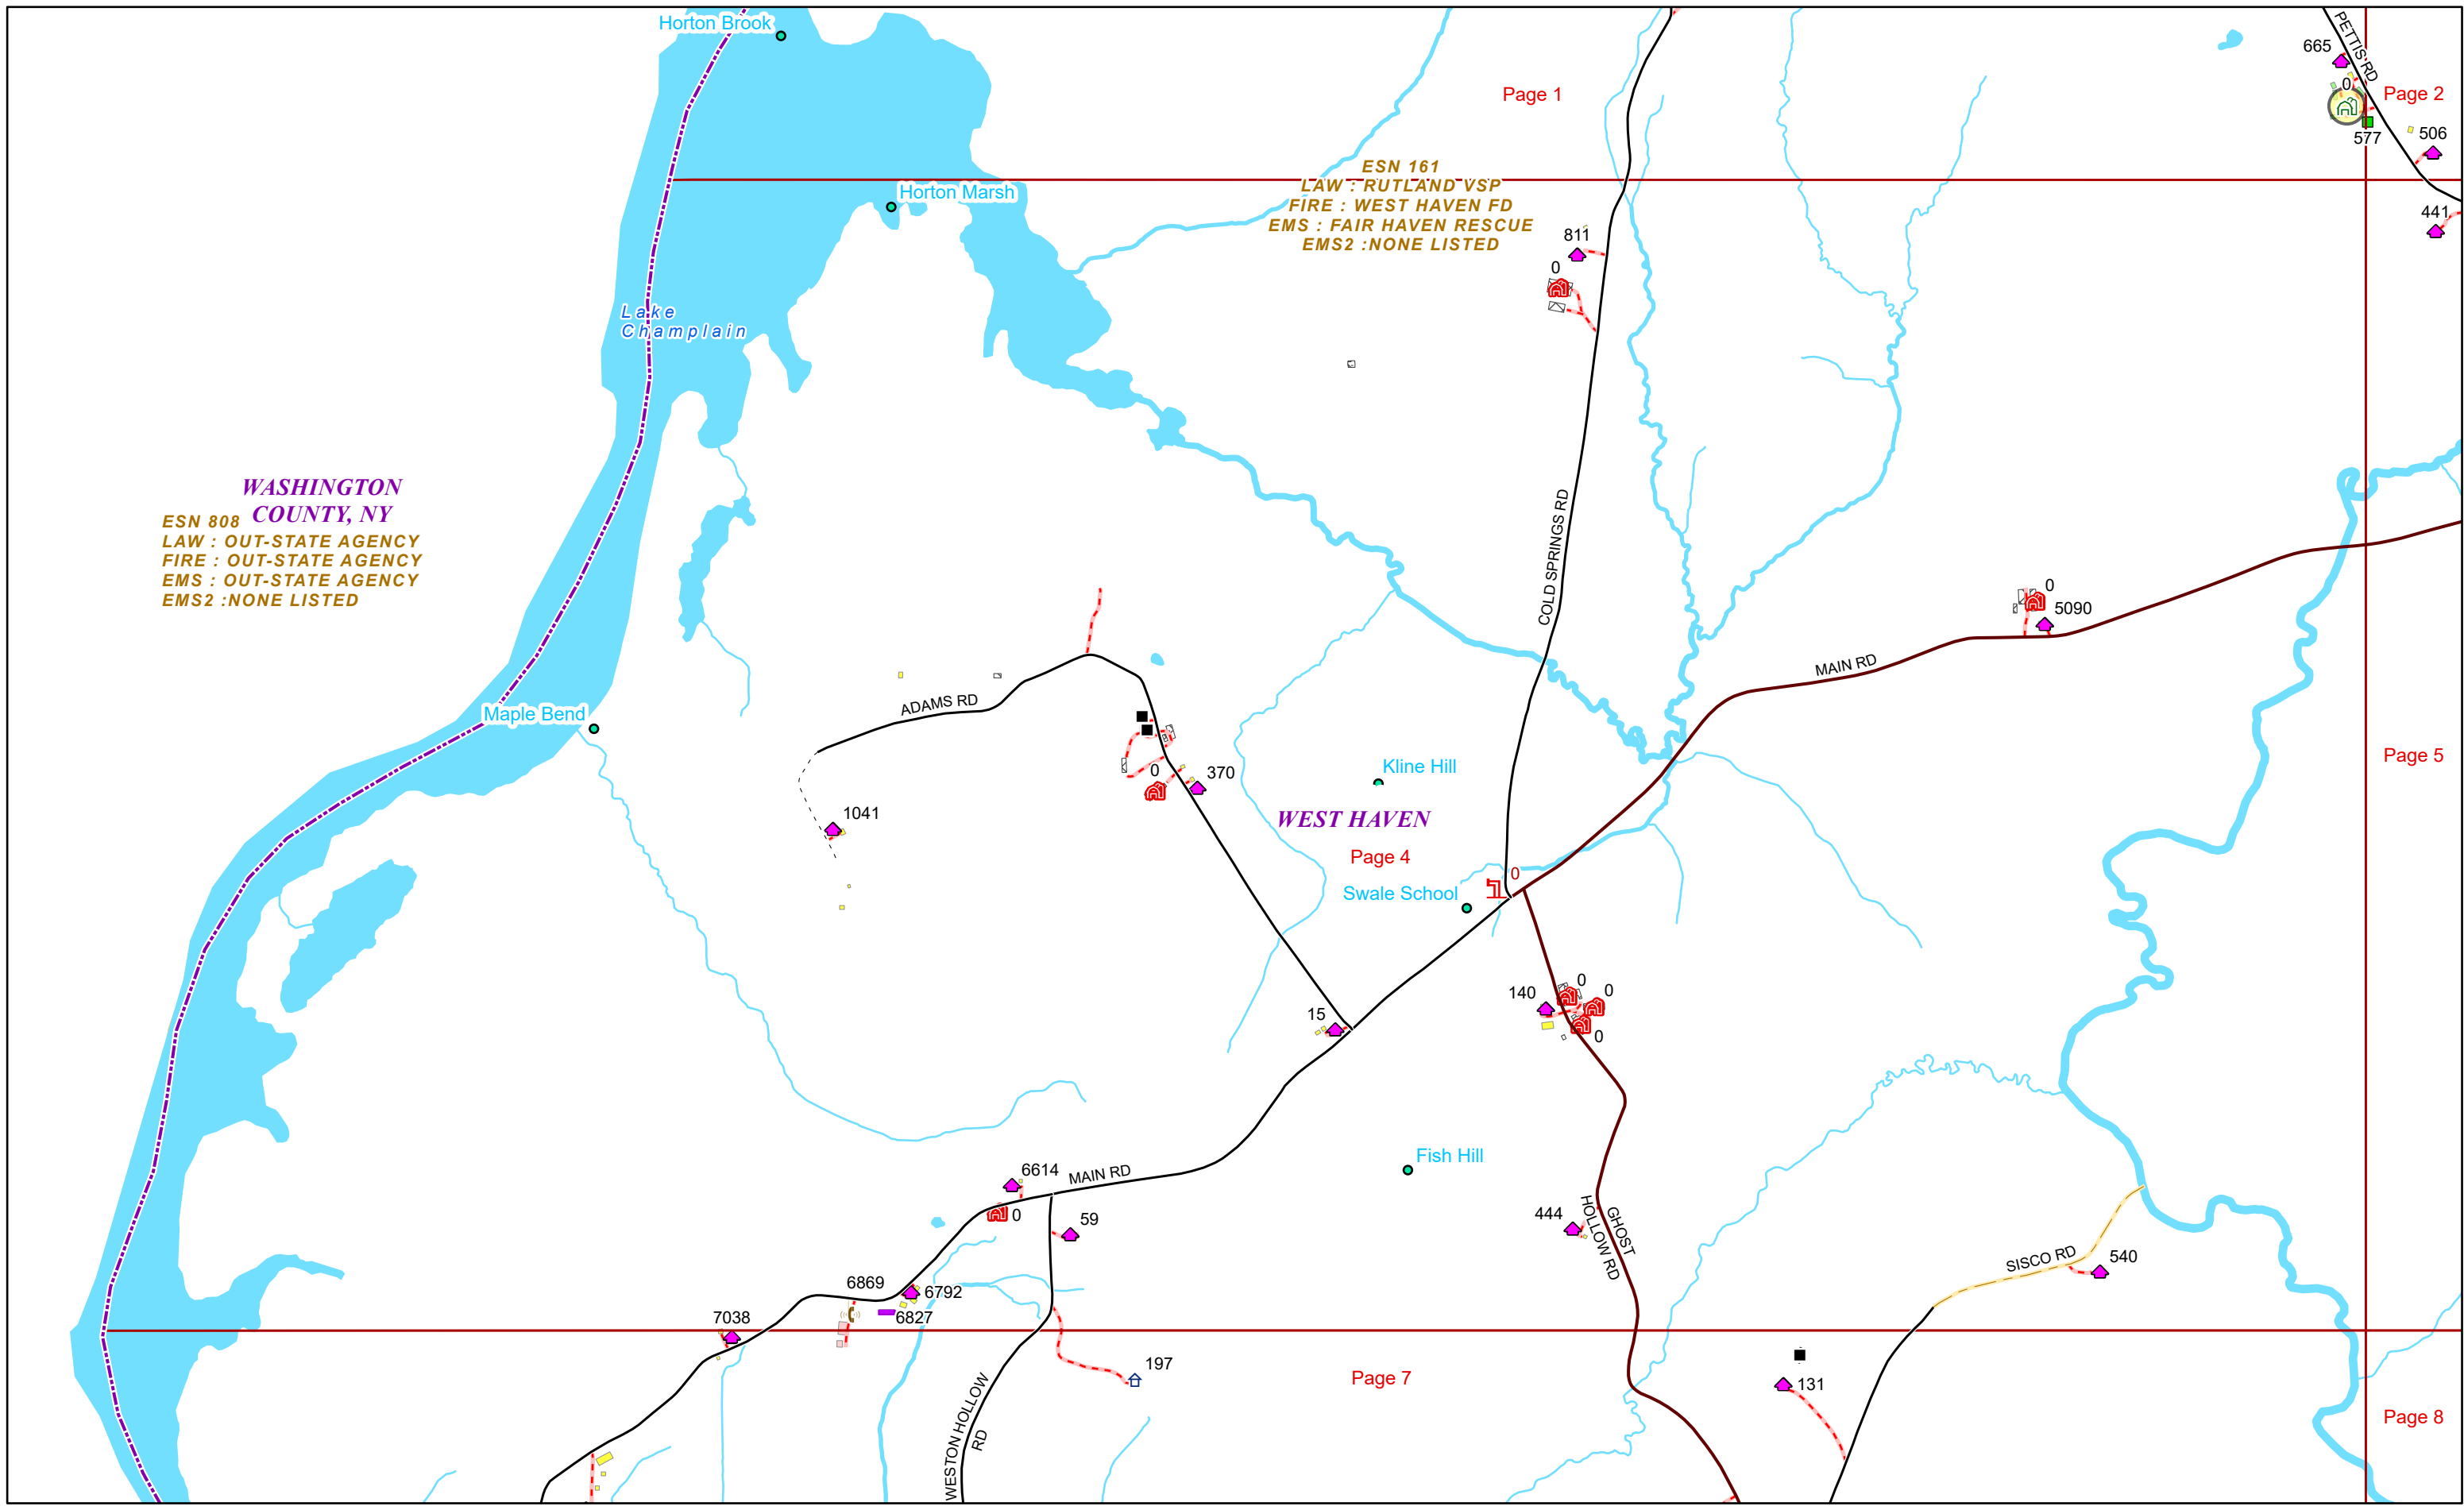 Horton Brook
PETTIS RD
665
0
Page 1
Page 2
577
506
ESN 161
LAW : RUTLAND VSP
FIRE : WEST HAVEN FD
EMS : FAIR HAVEN RESCUE
EMS2 :NONE LISTED
Horton Marsh
441
811
0
Lake
Champlain
WASHINGTON
COUNTY, NY
ESN 808
LAW : OUT-STATE AGENCY
FIRE : OUT-STATE AGENCY
EMS : OUT-STATE AGENCY
EMS2 :NONE LISTED
COLD SPRINGS RD
0
5090
MAIN RD
ADAMS RD
Maple Bend
0
370
Kline Hill
Page 5
1041
WEST HAVEN
Page 4
0
Swale School
140
0
0
0
15
Fish Hill
6614
MAIN RD
0
59
444
GHOST
HOLLOW RD
SISCO RD
540
6869
6792
6827
7038
197
Page 7
131
WESTON HOLLOW
RD
Page 8